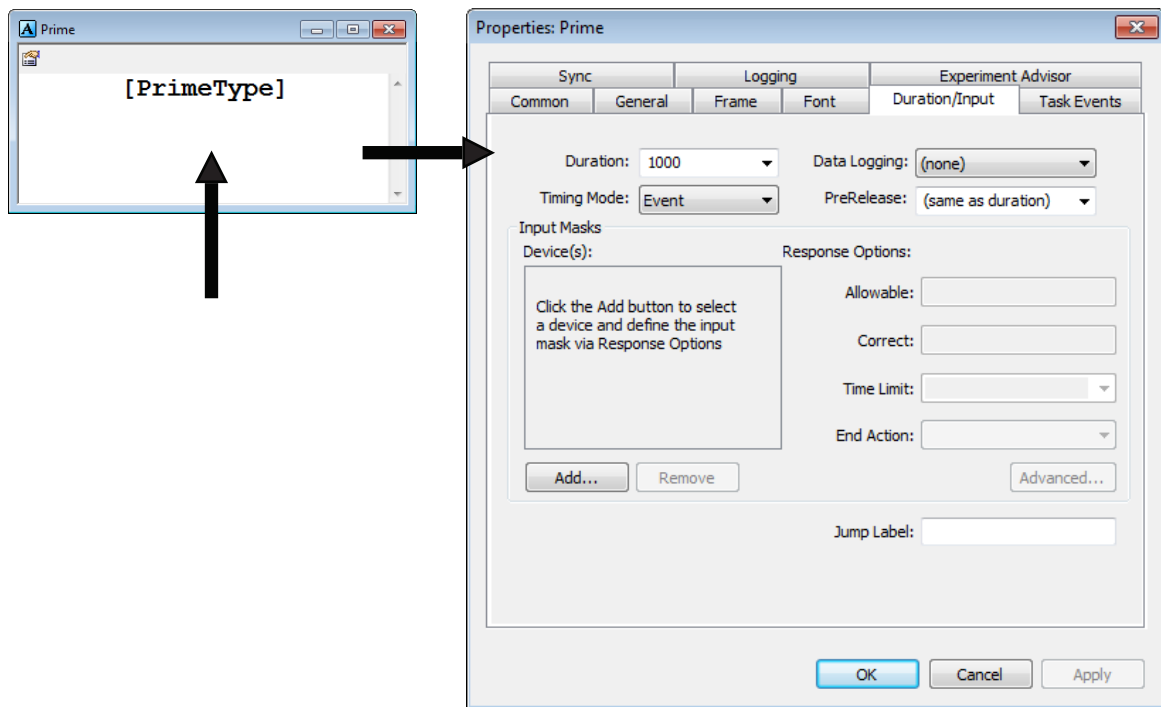 Prime
[PrimeType]
Properties: Prime
Sync Logging Experiment Advisor
Common General Frame Font Duration/Input Task Events
Duration: 1000 Data Logging: (none)
Timing Mode: Event PreRelease: (same as duration)
Input Masks
Device(s): Response Options:
Click the Add button to select
a device and define the input
mask via Response Options
Allowable:
Correct:
Time Limit:
End Action:
Add... Remove Advanced...
Jump Label:
OK Cancel Apply